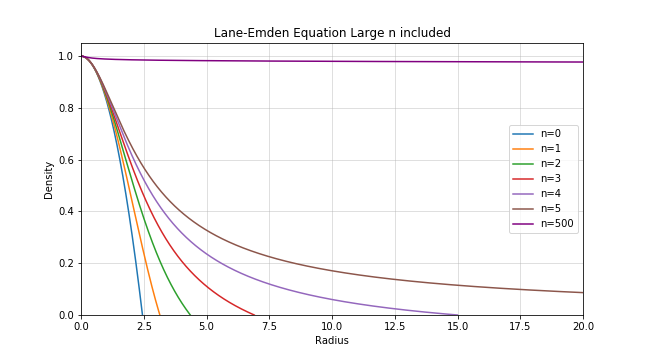 Lane-Emden Equation Large n included
Density
1.0
0.8
0.6
0.4
0.2
0.0
n=0
n=1
n=2
n=3
n=4
n=5
n=500
0.0 2.5 5.0 7.5 10.0 12.5 15.0 17.5 20.0
Radius